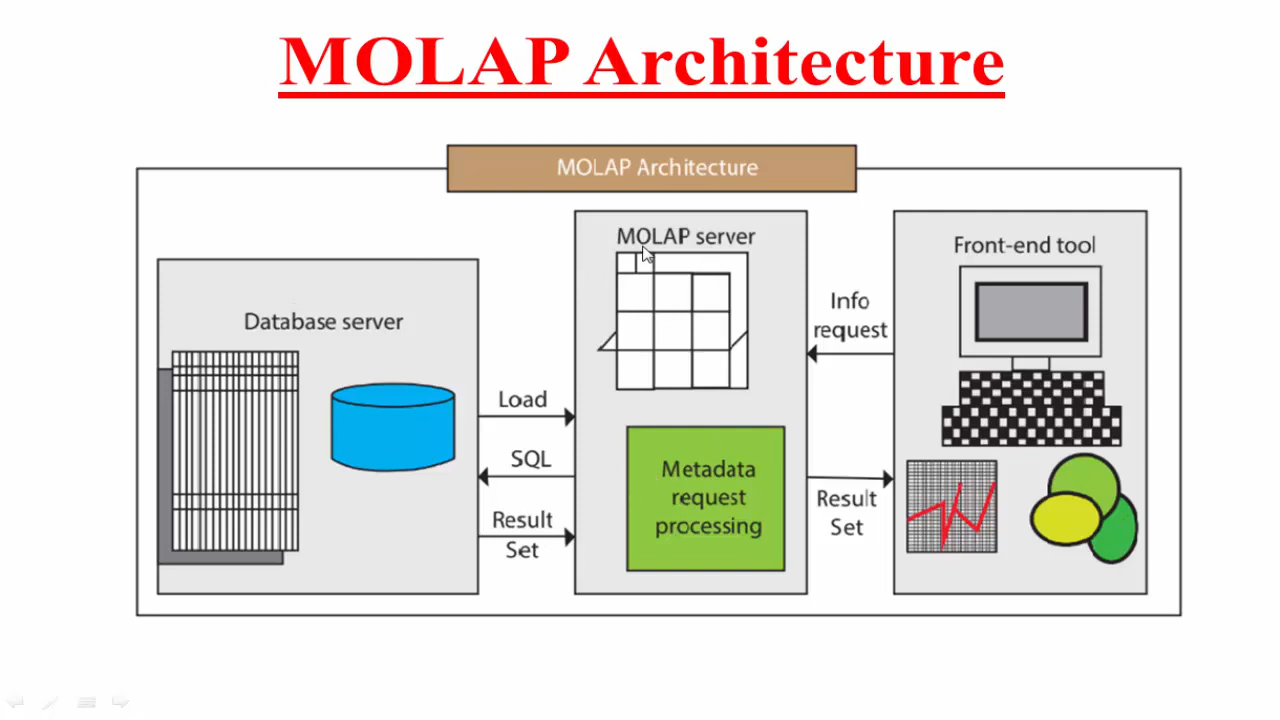 MOLAP Architecture
MOLAP Architecture
Database server
Load
SQL
Result
Set
MOLAP server
Metadata
request
processing
Info
request
Result
Set
Front-end tool